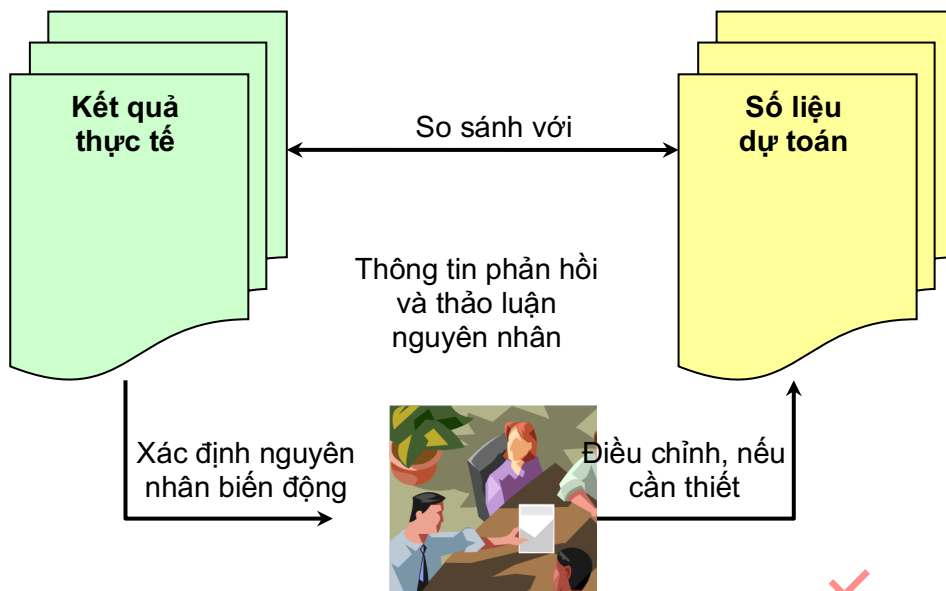 Kết quả
thực tế
So sánh với
Số liệu
dự toán
Thông tin phản hồi
và thảo luận
nguyên nhân
Xác định nguyên
nhân biến động
Điều chỉnh, nếu
cần thiết